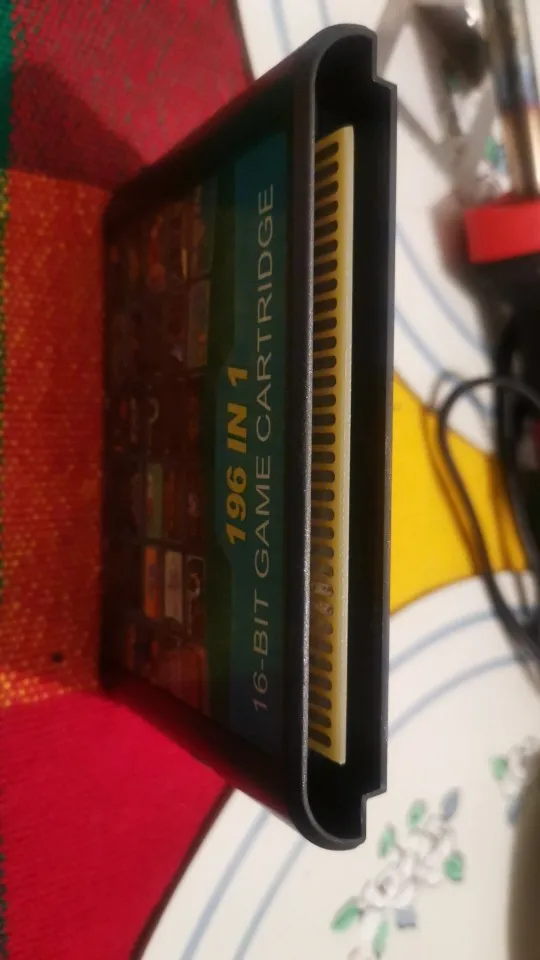 196 IN 1
16-BIT GAME CARTRIDGE